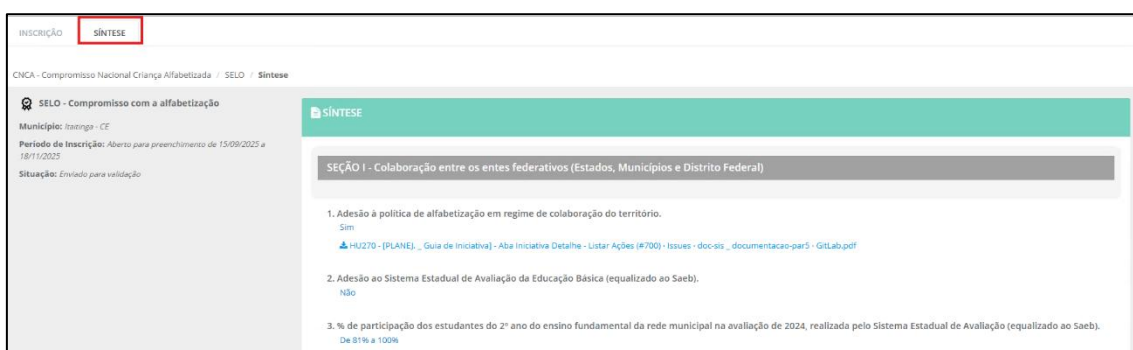 INSCRIÇÃO SÍNTESE
CNCA - Compromisso Nacional Criança Alfabetizada / SELO / Síntese
SELO - Compromisso com a alfabetização
Município: Itaitinga - CE
Período de Inscrição: Aberto para preenchimento de 15/09/2025 a
18/11/2025
Situação: Enviado para validação
SÍNTESE
SEÇÃO I - Colaboração entre os entes federativos (Estados, Municípios e Distrito Federal)
1. Adesão à política de alfabetização em regime de colaboração do território.
Sim
HU270 - [PLANEJ. _ Guia de Iniciativa] - Aba Iniciativa Detalhe - Listar Ações (#700) - Issues - doc-sis _ documentacao-par5 - GitLab.pdf
2. Adesão ao Sistema Estadual de Avaliação da Educação Básica (equalizado ao Saeb).
Não
3. % de participação dos estudantes do 2º ano do ensino fundamental da rede municipal na avaliação de 2024, realizada pelo Sistema Estadual de Avaliação (equalizado ao Saeb).
De 81% a 100%